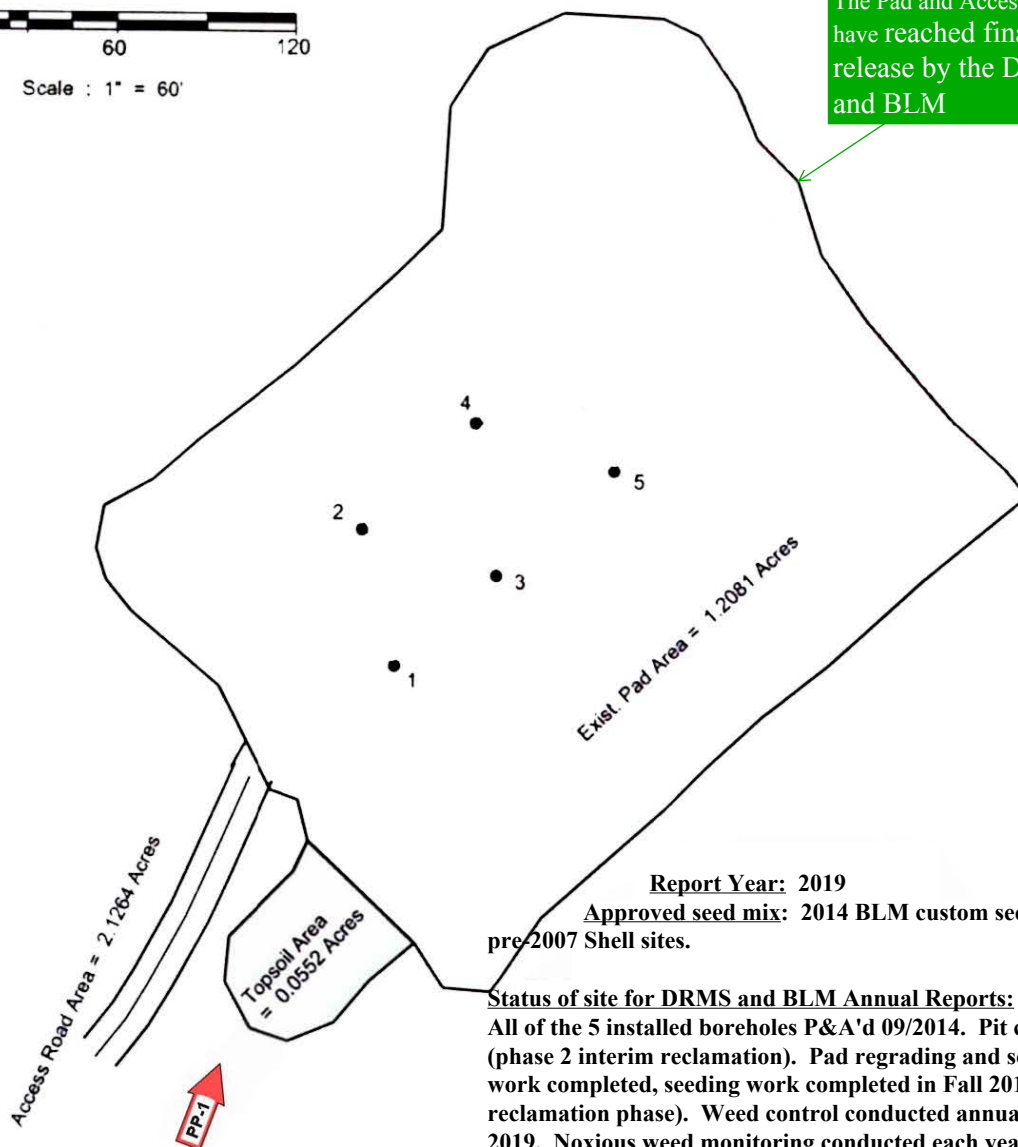 60
120
Scale : 1" = 60'
The Pad and Access
have reached fina
release by the D
and BLM
4
5
2
3
1
Exist. Pad Area = 1.2081 Acres
Access Road Area = 2.1264 Acres
Topsoil Area
= 0.0552 Acres
PP-1
Report Year: 2019
Approved seed mix: 2014 BLM custom see
pre-2007 Shell sites.
Status of site for DRMS and BLM Annual Reports:
All of the 5 installed boreholes P&A'd 09/2014. Pit c
(phase 2 interim reclamation). Pad regrading and se
work completed, seeding work completed in Fall 201
reclamation phase). Weed control conducted annua
2019. Noxious weed monitoring conducted each yea